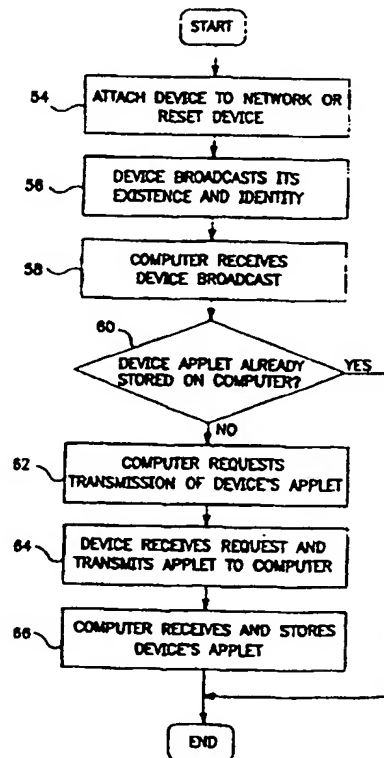 START
54
ATTACH DEVICE TO NETWORK OR
RESET DEVICE
56
DEVICE BROADCASTS ITS
EXISTENCE AND IDENTITY
58
COMPUTER RECEIVES
DEVICE BROADCAST
60
DEVICE APPLET ALREADY
STORED ON COMPUTER?
YES
NO
62
COMPUTER REQUESTS
TRANSMISSION OF DEVICE'S APPLET
64
DEVICE RECEIVES REQUEST AND
TRANSMITS APPLET TO COMPUTER
66
COMPUTER RECEIVES AND STORES
DEVICE'S APPLET
END